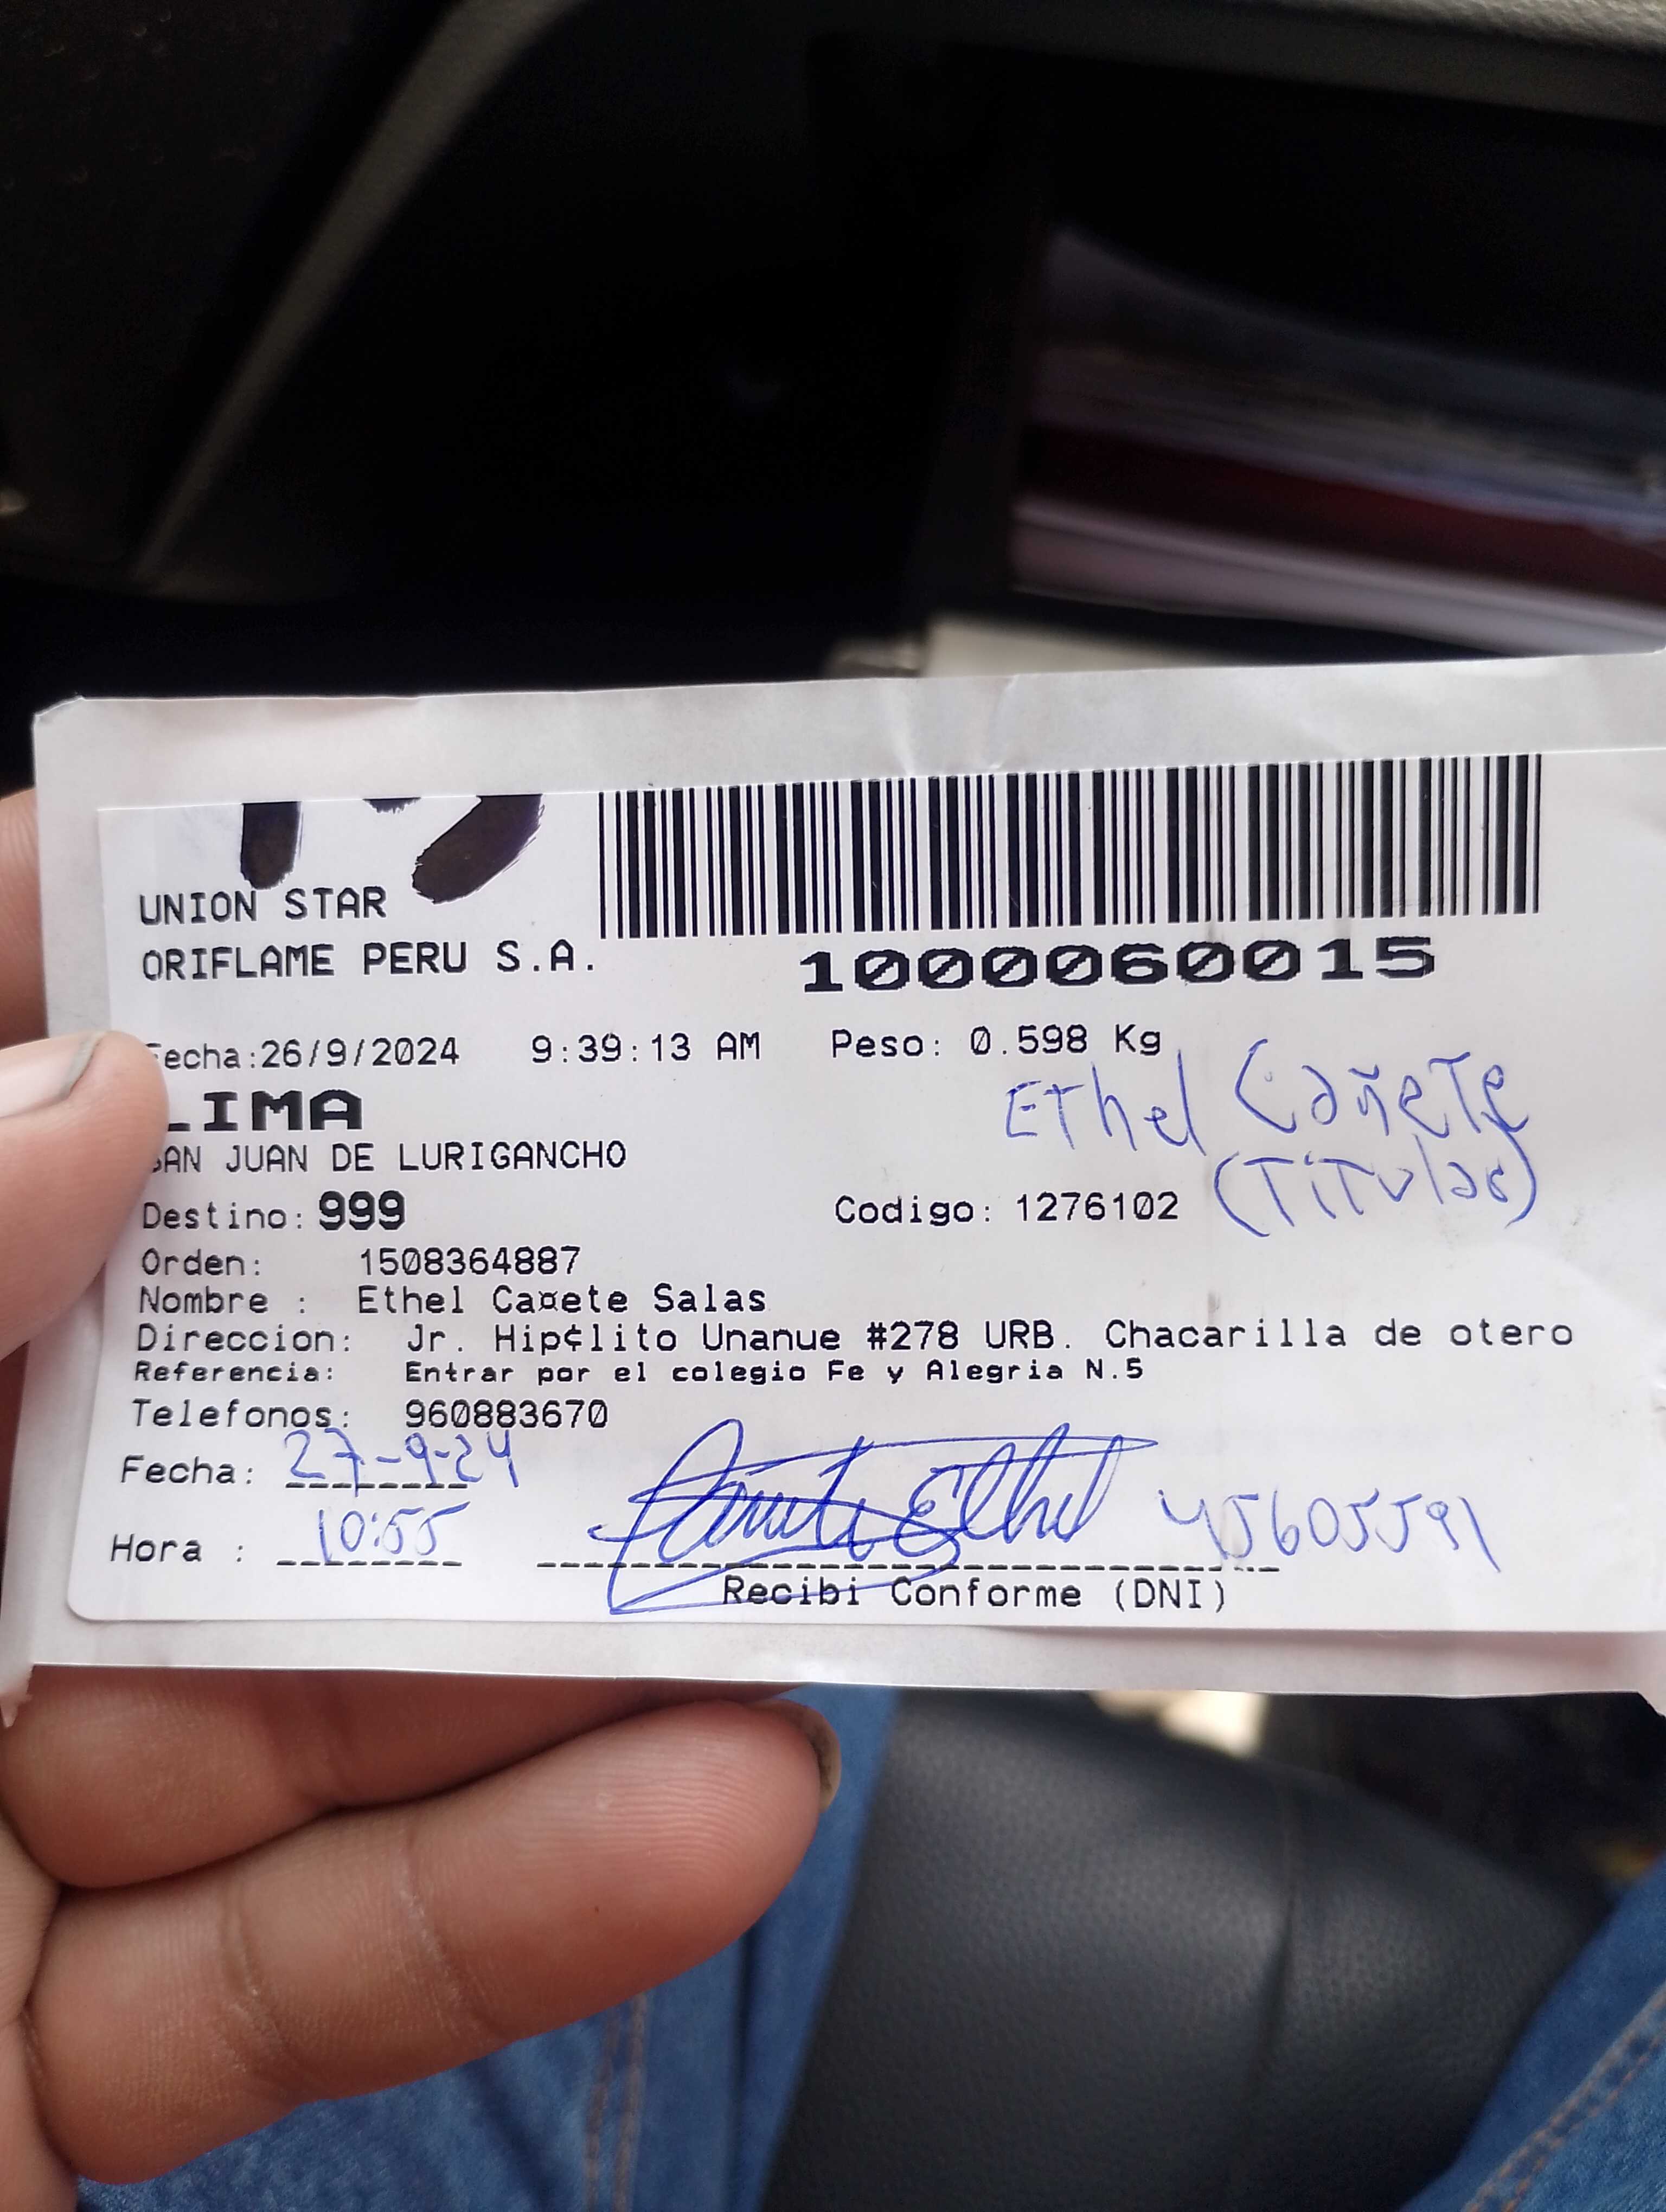 UNION STAR
ORIFLAME PERU S.A.
1000060015
Fecha:26/9/2024 9:39:13 AM Peso: 0.598 Kg
LIMA
Ethel Cañete
SAN JUAN DE LURIGANCHO
(Titular)
Destino: 999 Codigo: 1276102
Orden: 1508364887
Nombre : Ethel Ca¤ete Salas
Direccion: Jr. Hip¢lito Unanue #278 URB. Chacarilla de otero
Referencia: Entrar por el colegio Fe y Alegria N.5
Telefonos: 960883670
Fecha: 27-9-24
Hora : 10:55 Cañete Ethel 45605591
Recibi Conforme (DNI)